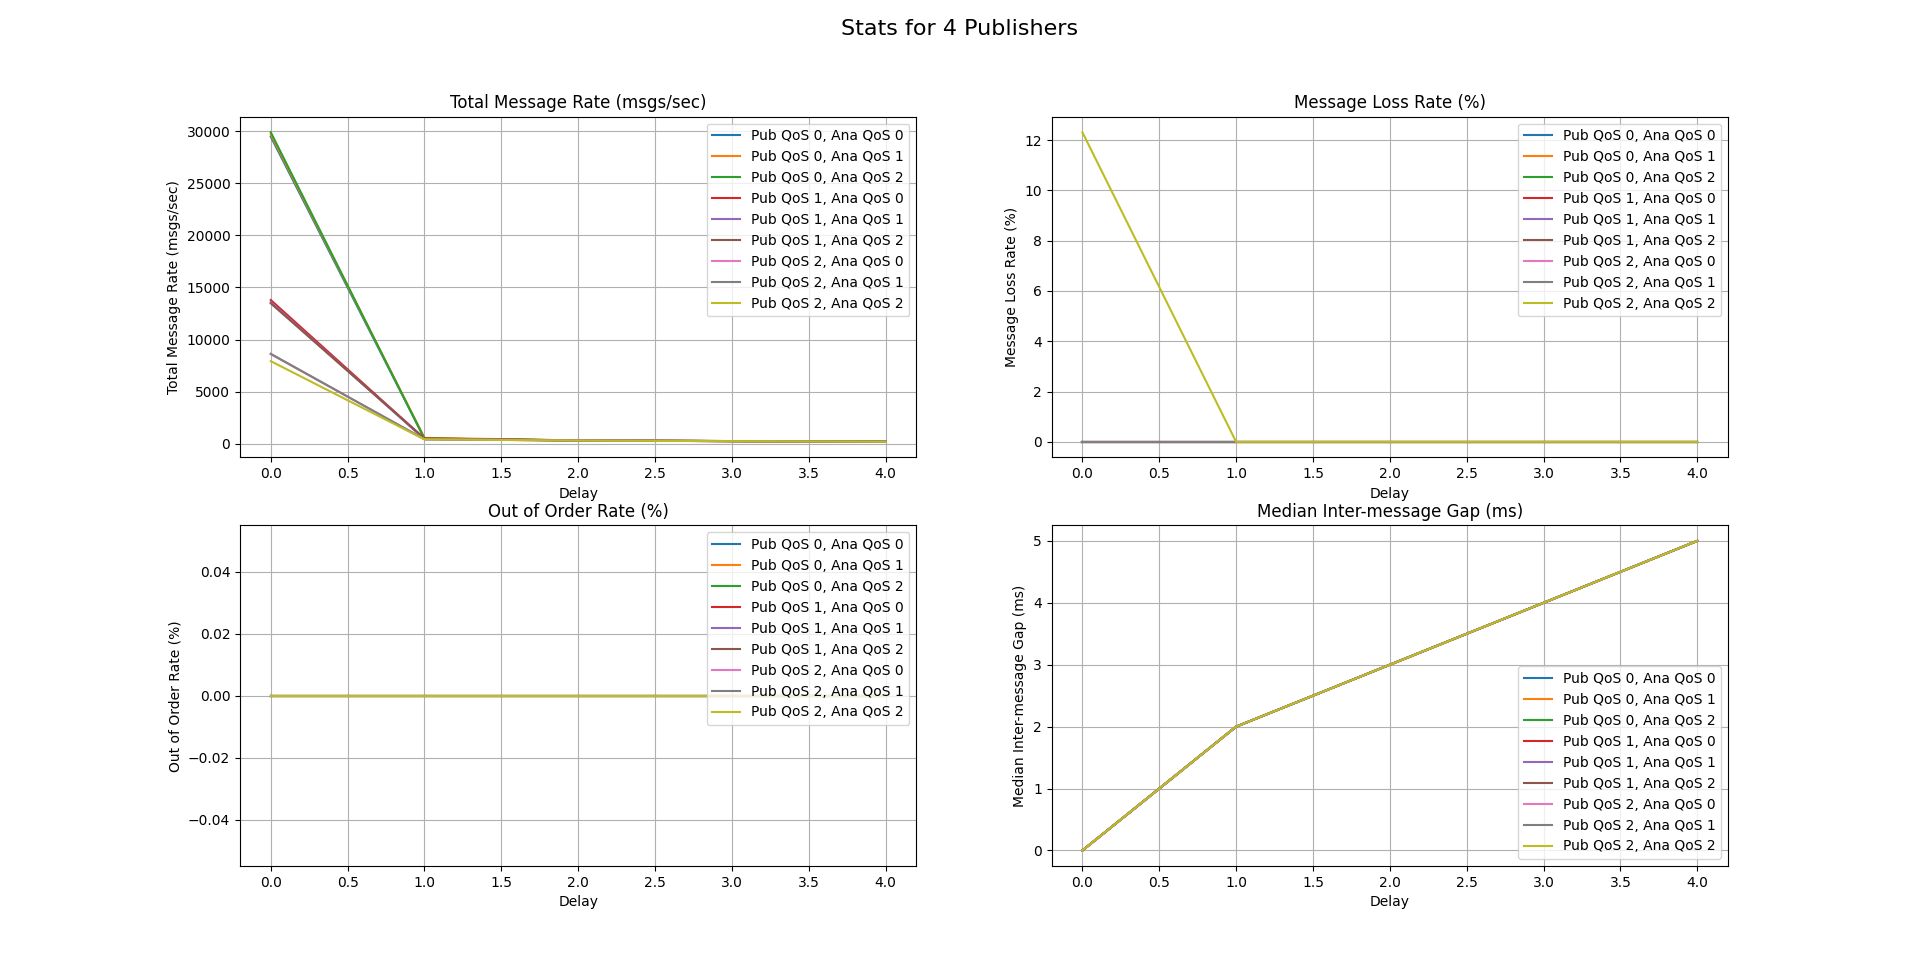 Stats for 4 Publishers
Total Message Rate (msgs/sec)
Total Message Rate (msgs/sec)
30000
25000
20000
15000
10000
5000
0
Pub QoS 0, Ana QoS 0
Pub QoS 0, Ana QoS 1
Pub QoS 0, Ana QoS 2
Pub QoS 1, Ana QoS 0
Pub QoS 1, Ana QoS 1
Pub QoS 1, Ana QoS 2
Pub QoS 2, Ana QoS 0
Pub QoS 2, Ana QoS 1
Pub QoS 2, Ana QoS 2
0.0 0.5 1.0 1.5 2.0 2.5 3.0 3.5 4.0
Delay
Message Loss Rate (%)
Message Loss Rate (%)
12
10
8
6
4
2
0
Pub QoS 0, Ana QoS 0
Pub QoS 0, Ana QoS 1
Pub QoS 0, Ana QoS 2
Pub QoS 1, Ana QoS 0
Pub QoS 1, Ana QoS 1
Pub QoS 1, Ana QoS 2
Pub QoS 2, Ana QoS 0
Pub QoS 2, Ana QoS 1
Pub QoS 2, Ana QoS 2
0.0 0.5 1.0 1.5 2.0 2.5 3.0 3.5 4.0
Delay
Out of Order Rate (%)
Out of Order Rate (%)
0.04
0.02
0.00
−0.02
−0.04
Pub QoS 0, Ana QoS 0
Pub QoS 0, Ana QoS 1
Pub QoS 0, Ana QoS 2
Pub QoS 1, Ana QoS 0
Pub QoS 1, Ana QoS 1
Pub QoS 1, Ana QoS 2
Pub QoS 2, Ana QoS 0
Pub QoS 2, Ana QoS 1
Pub QoS 2, Ana QoS 2
0.0 0.5 1.0 1.5 2.0 2.5 3.0 3.5 4.0
Delay
Median Inter-message Gap (ms)
Median Inter-message Gap (ms)
5
4
3
2
1
0
Pub QoS 0, Ana QoS 0
Pub QoS 0, Ana QoS 1
Pub QoS 0, Ana QoS 2
Pub QoS 1, Ana QoS 0
Pub QoS 1, Ana QoS 1
Pub QoS 1, Ana QoS 2
Pub QoS 2, Ana QoS 0
Pub QoS 2, Ana QoS 1
Pub QoS 2, Ana QoS 2
0.0 0.5 1.0 1.5 2.0 2.5 3.0 3.5 4.0
Delay